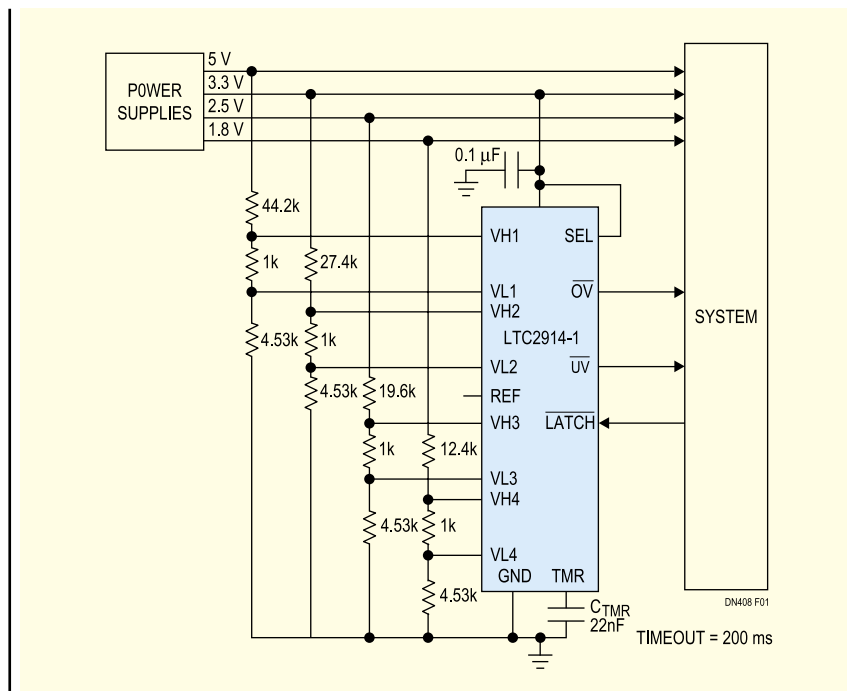 5 V
3.3 V
2.5 V
1.8 V
P0WER
SUPPLIES
0.1 µF
44.2k
VH1
SEL
1k
27.4k
VL1
OV
VH2
LTC2914-1
SYSTEM
4.53k
1k
VL2
UV
4.53k
19.6k
REF
VH3
LATCH
1k
12.4k
VL3
VH4
4.53k
1k
VL4
GND
TMR
4.53k
DN408 F01
CTMR
22nF
TIMEOUT = 200 ms